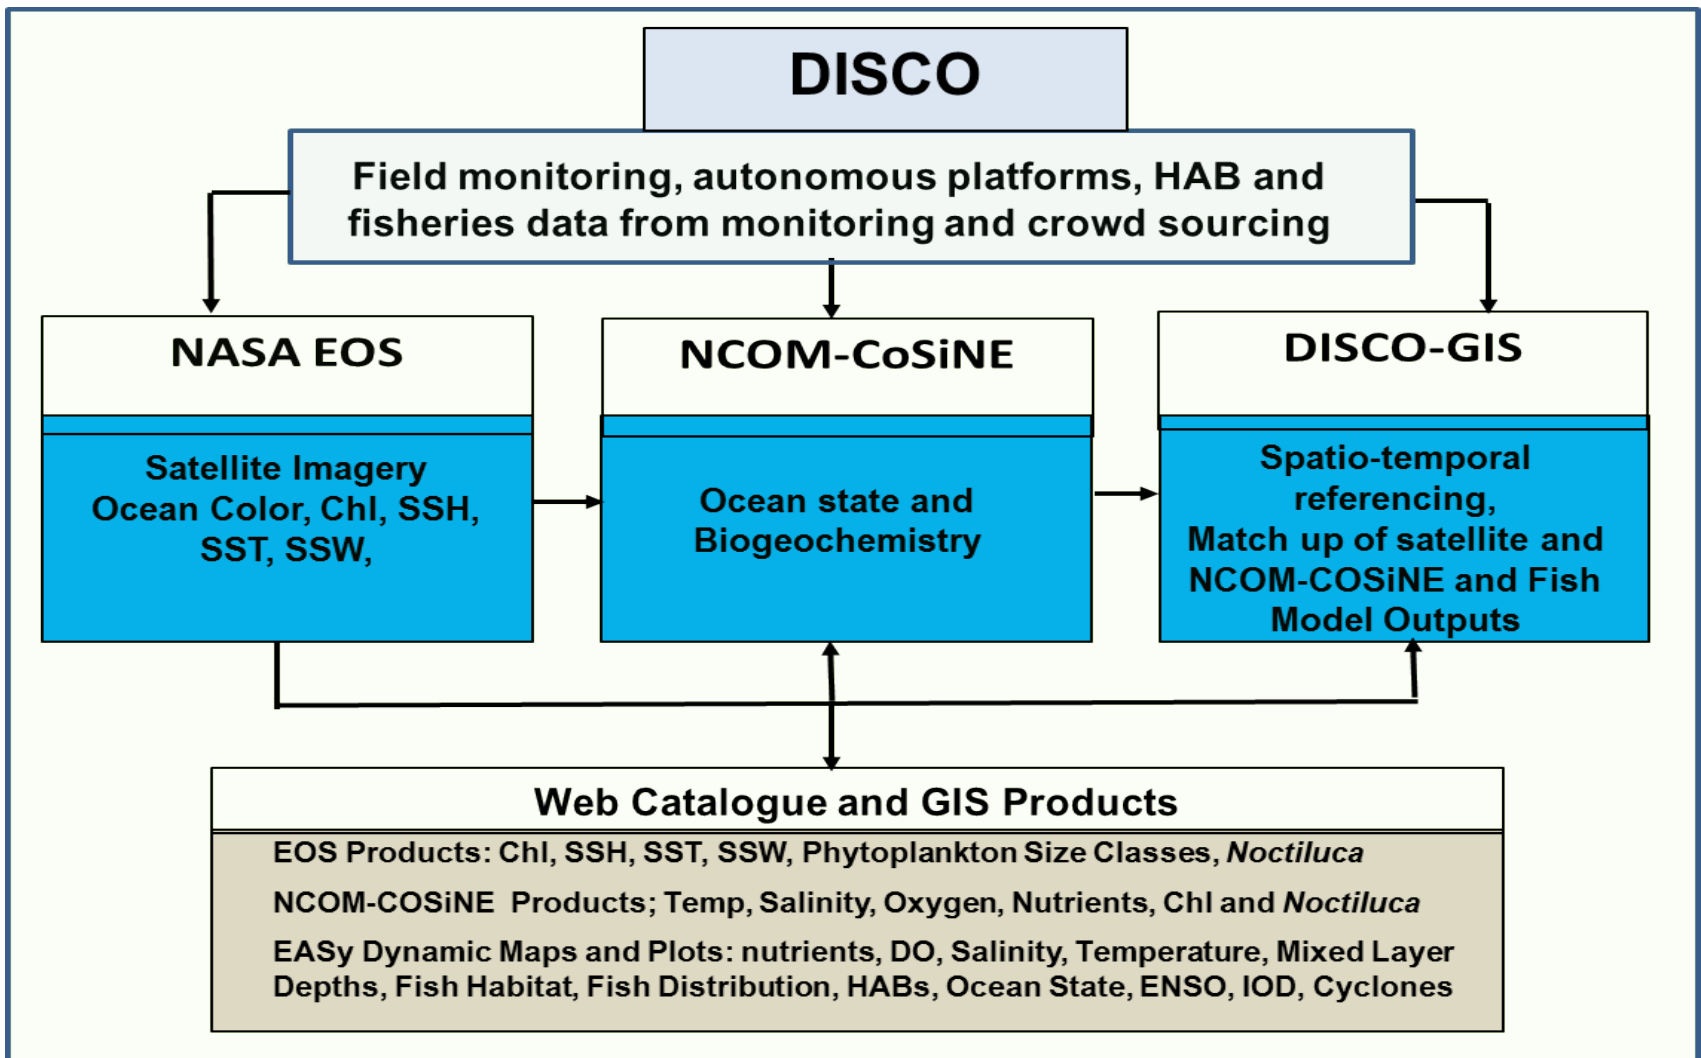 DISCO
Field monitoring, autonomous platforms, HAB and
fisheries data from monitoring and crowd sourcing
NASA EOS
Satellite Imagery
Ocean Color, Chl, SSH,
SST, SSW,
NCOM-CoSiNE
Ocean state and
Biogeochemistry
DISCO-GIS
Spatio-temporal
referencing,
Match up of satellite and
NCOM-COSiNE and Fish
Model Outputs
Web Catalogue and GIS Products
EOS Products: Chl, SSH, SST, SSW, Phytoplankton Size Classes, Noctiluca
NCOM-COSiNE Products; Temp, Salinity, Oxygen, Nutrients, Chl and Noctiluca
EASy Dynamic Maps and Plots: nutrients, DO, Salinity, Temperature, Mixed Layer
Depths, Fish Habitat, Fish Distribution, HABs, Ocean State, ENSO, IOD, Cyclones